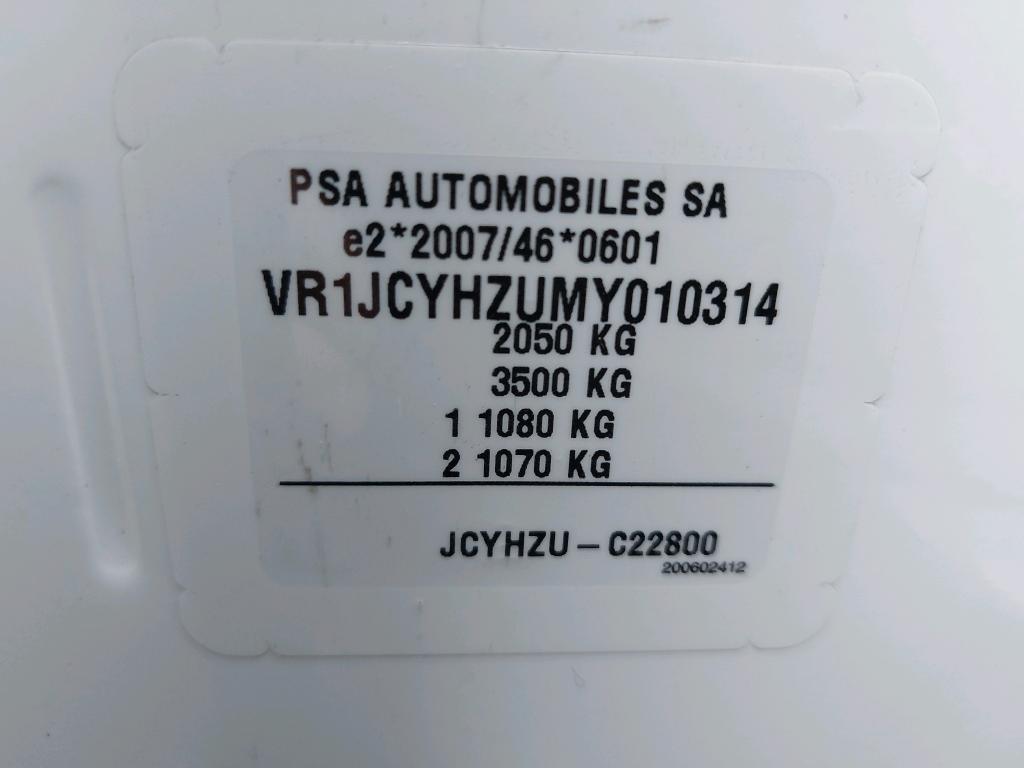 PSA AUTOMOBILES SA
e2*2007/46*0601
VR1JCYHZUMY010314
2050 KG
3500 KG
1 1080 KG
2 1070 KG
JCYHZU – C22800
200602412